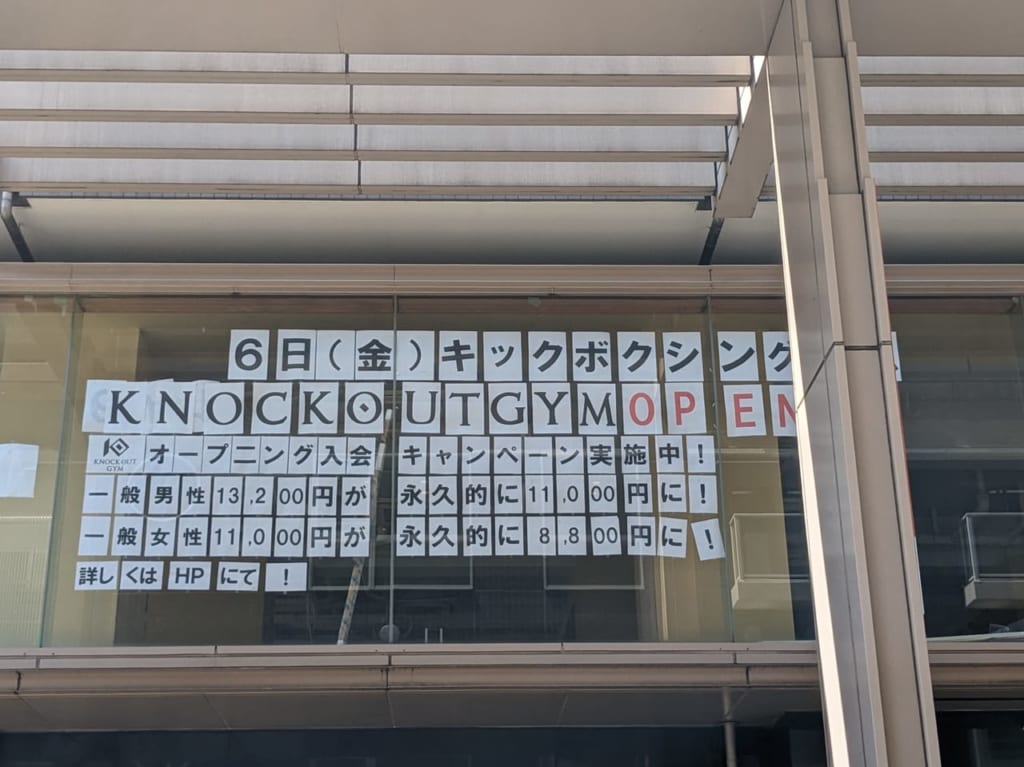 6日(金)キックボクシング
KNOCKOUTGYM OPEN
KNOCK OUT GYM オープニング入会 キャンペーン実施中!
一般男性13,200円が 永久的に11,000円に!
一般女性11,000円が 永久的に8,800円に!
詳しくはHPにて!